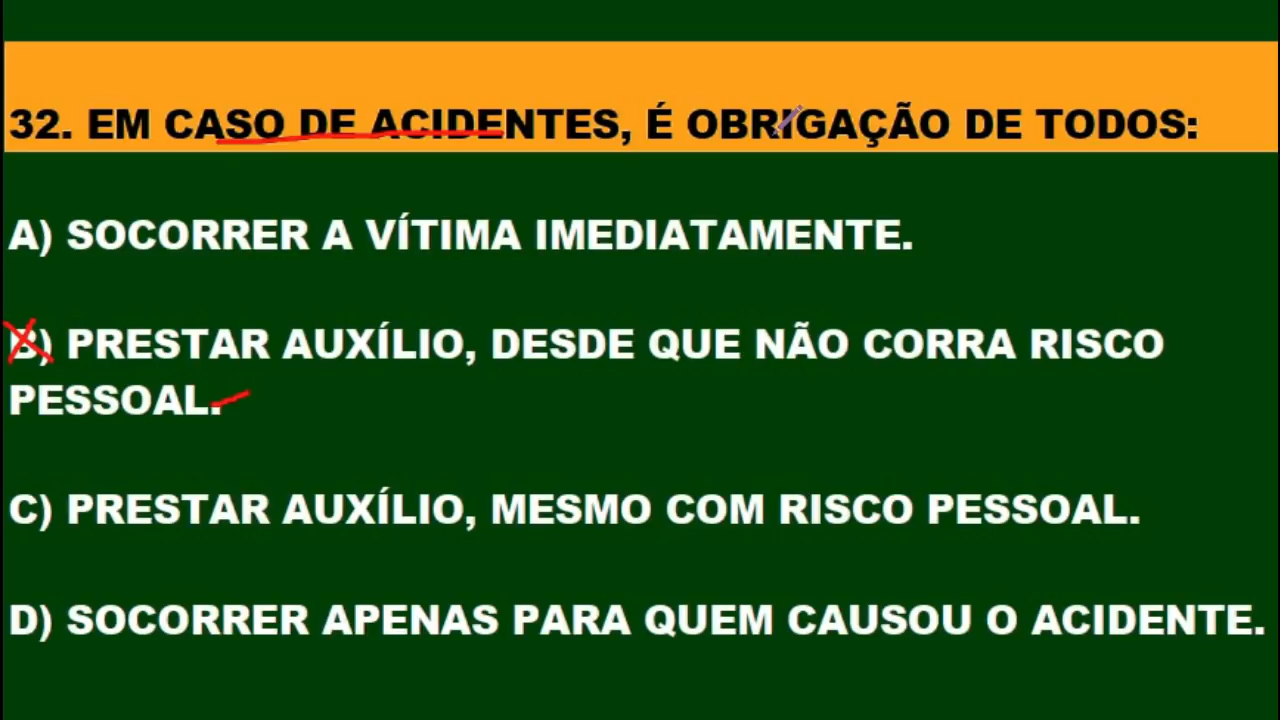 32. EM CASO DE ACIDENTES, É OBRIGAÇÃO DE TODOS:
A) SOCORRER A VÍTIMA IMEDIATAMENTE.
B) PRESTAR AUXÍLIO, DESDE QUE NÃO CORRA RISCO
PESSOAL.
C) PRESTAR AUXÍLIO, MESMO COM RISCO PESSOAL.
D) SOCORRER APENAS PARA QUEM CAUSOU O ACIDENTE.